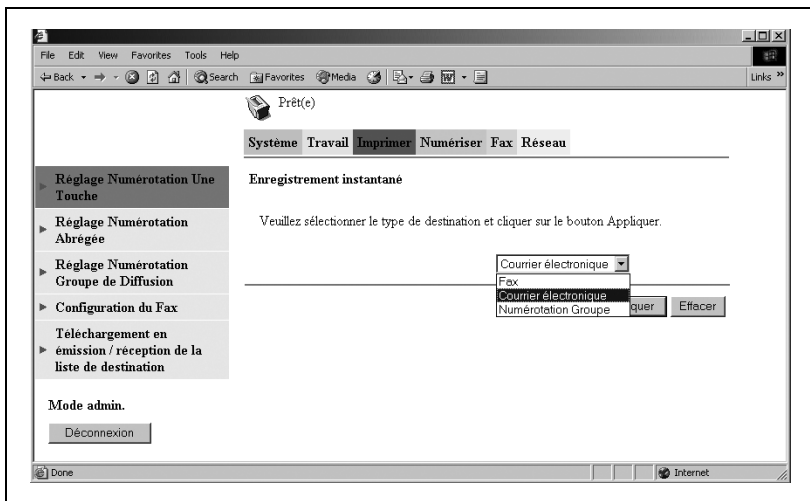 File Edit View Favorites Tools Help
Back Search Favorites Media Links »
Prêt(e)
Système Travail Imprimer Numériser Fax Réseau
Réglage Numérotation Une
Touche
Réglage Numérotation
Abrégée
Réglage Numérotation
Groupe de Diffusion
Configuration du Fax
Téléchargement en
émission / réception de la
liste de destination
Mode admin.
Déconnexion
Enregistrement instantané
Veuillez sélectionner le type de destination et cliquer sur le bouton Appliquer.
Courrier électronique
Fax
Courrier électronique
Numérotation Groupe
quer Effacer
Done Internet